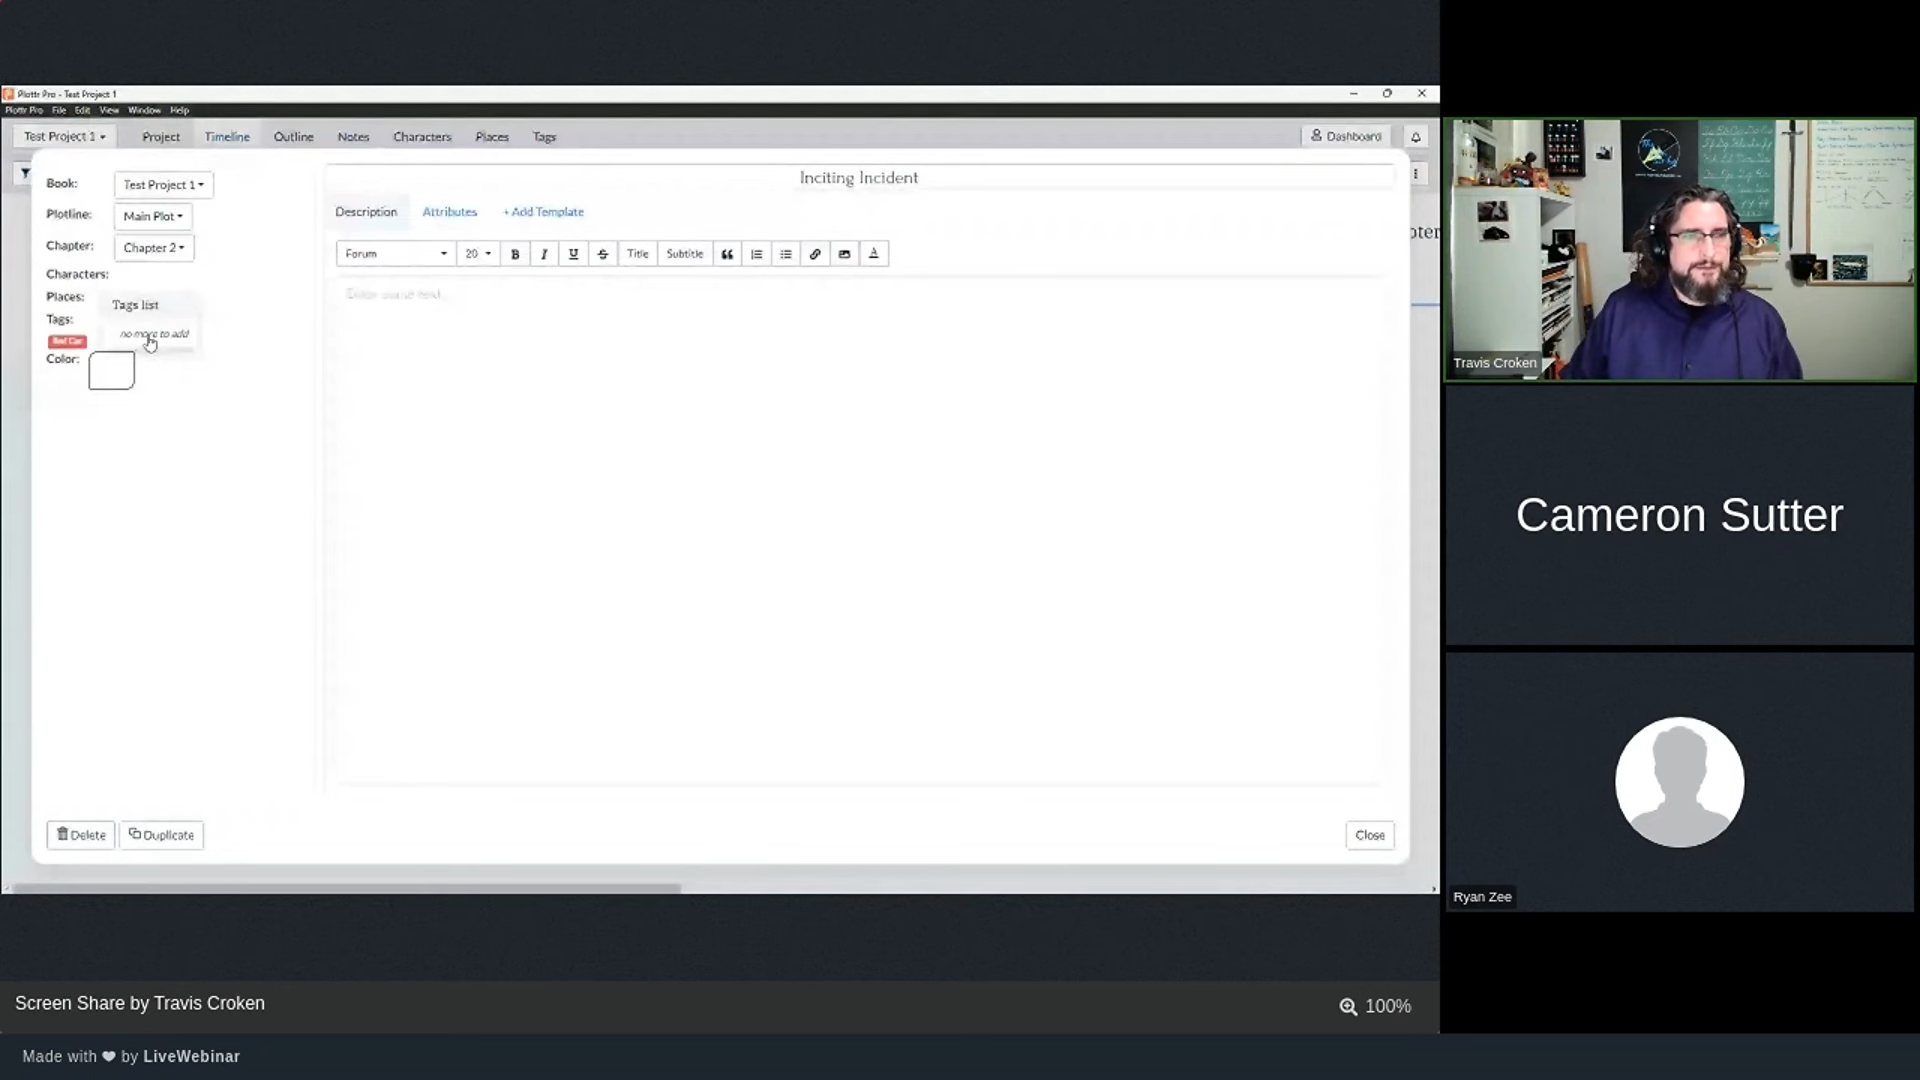 Plottr Pro - Test Project 1
Plottr Pro File Edit View Window Help
Test Project 1 Project Timeline Outline Notes Characters Places Tags Dashboard
Book: Test Project 1
Plotline: Main Plot
Chapter: Chapter 2
Characters:
Places:
Tags list
Tags:
no more to add
Red Car
Color:
Inciting Incident
Description Attributes + Add Template
Forum 20 B I U S Title Subtitle A
Delete Duplicate Close
Travis Croken
Cameron Sutter
Ryan Zee
Screen Share by Travis Croken 100%
Made with ❤ by LiveWebinar